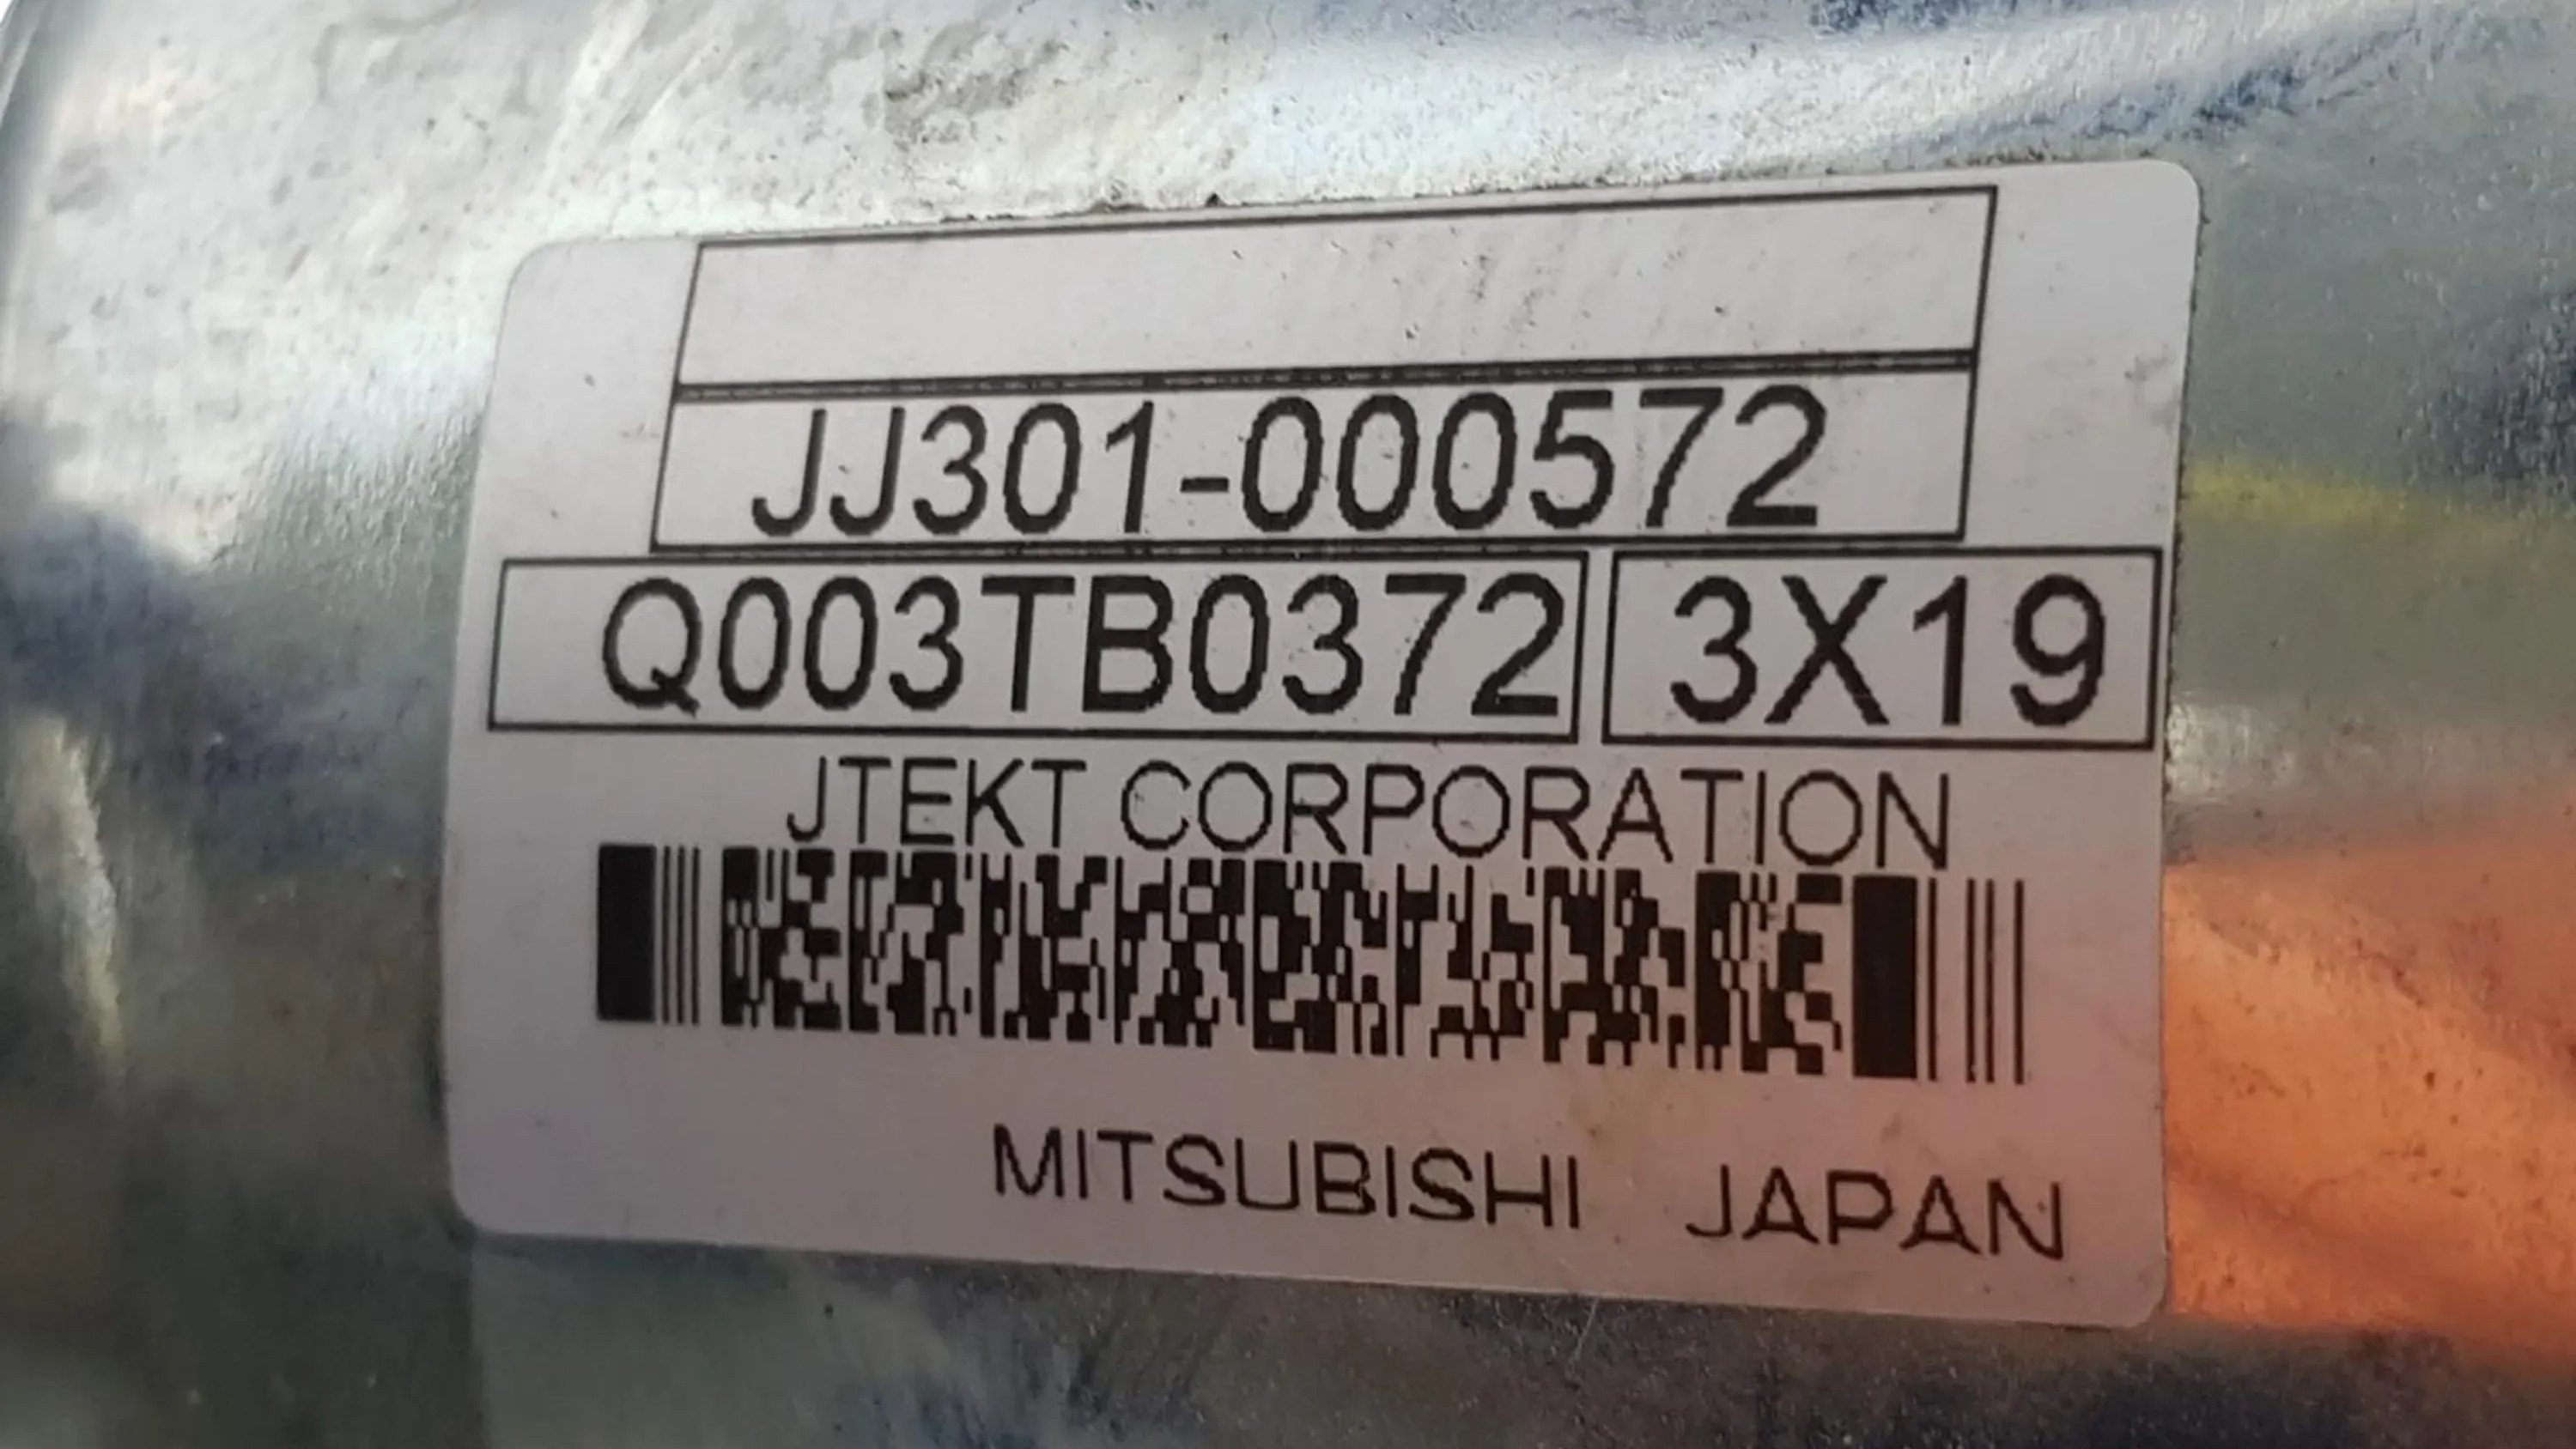 JJ301-000572
Q003TB0372 3X19
JTEKT CORPORATION
MITSUBISHI JAPAN